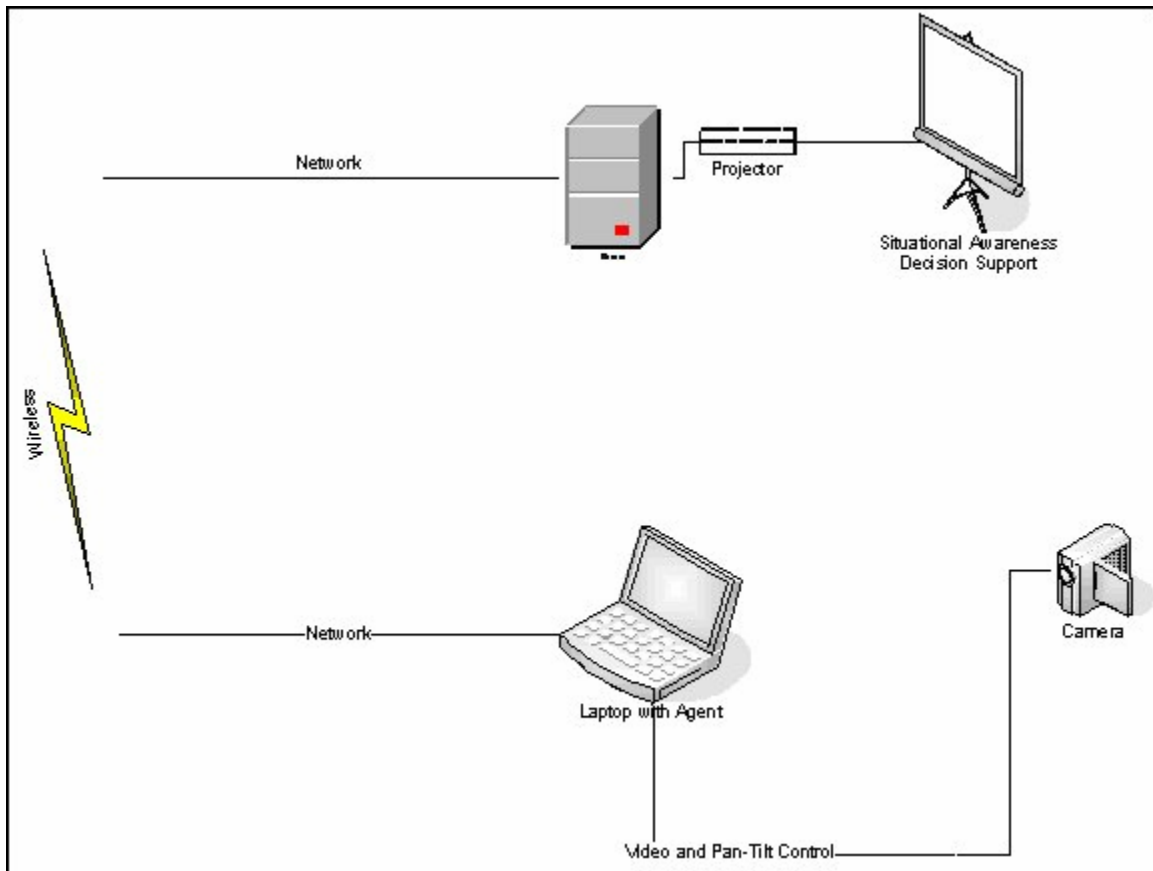 Network
Projector
Situational Awareness
Decision Support
Wireless
Network
Laptop with Agent
Camera
Video and Pan-Tilt Control